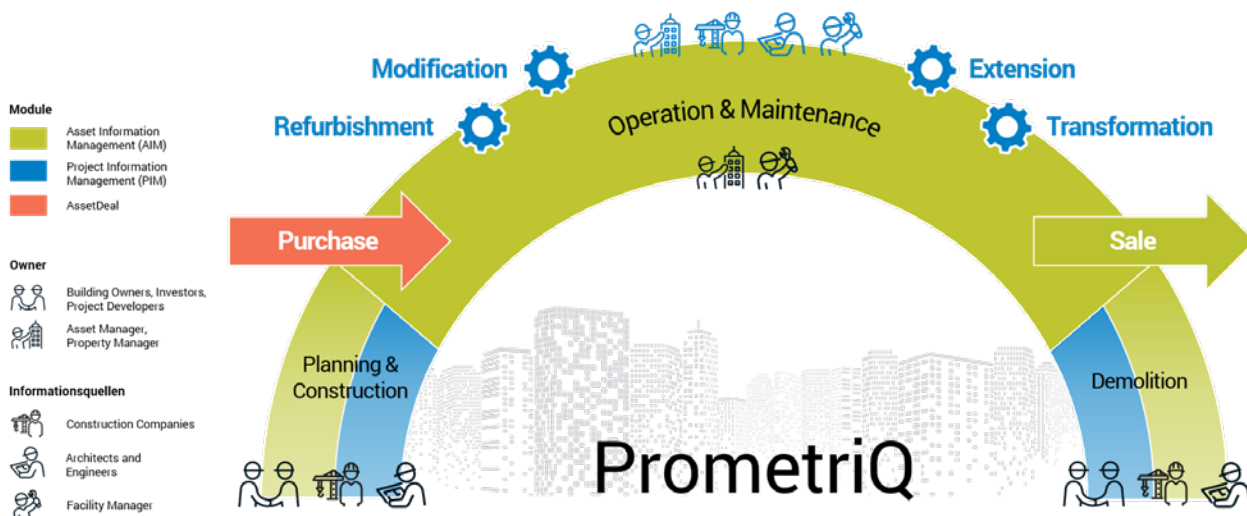 Module
Asset Information
Management (AIM)
Project Information
Management (PIM)
AssetDeal
Owner
Building Owners, Investors,
Project Developers
Asset Manager,
Property Manager
Informationsquellen
Construction Companies
Architects and
Engineers
Facility Manager
Modification
Refurbishment
Operation & Maintenance
Extension
Transformation
Purchase
Sale
Planning &
Construction
Demolition
PrometriQ